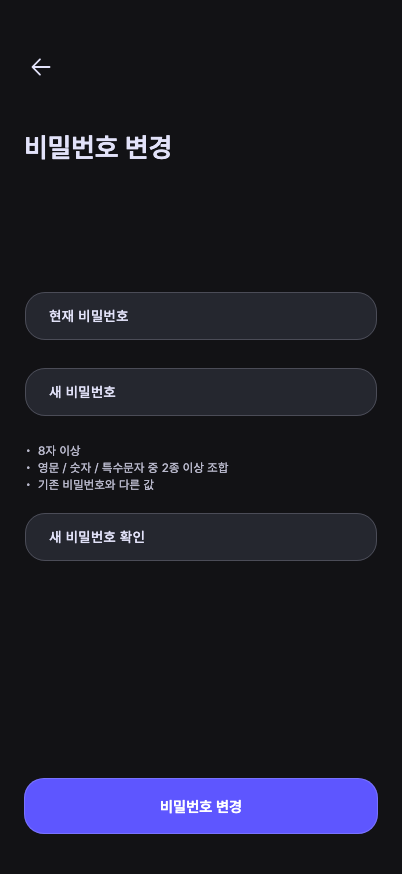 비밀번호 변경
현재 비밀번호
새 비밀번호
• 8자 이상
• 영문 / 숫자 / 특수문자 중 2종 이상 조합
• 기존 비밀번호와 다른 값
새 비밀번호 확인
비밀번호 변경